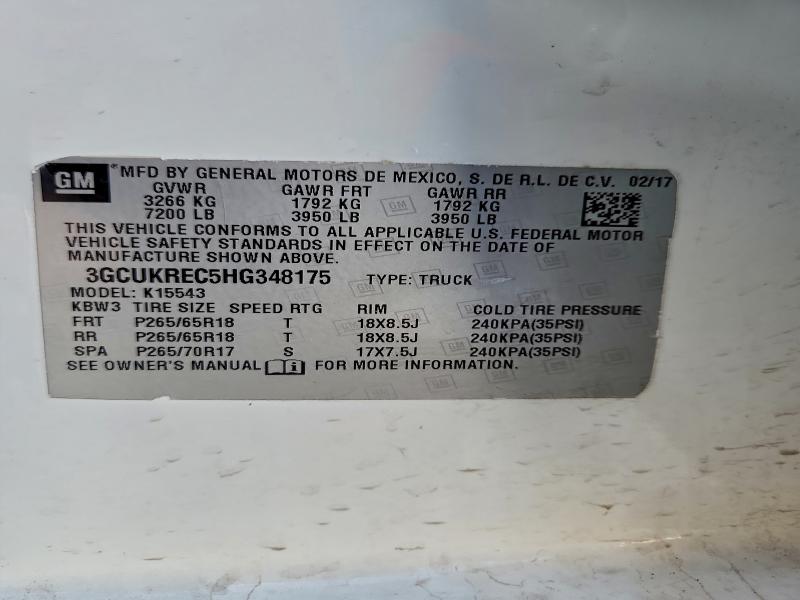 GM *MFD BY GENERAL MOTORS DE MEXICO, S. DE R.L. DE C.V. 02/17
GVWR GAWR FRT GAWR RR
3266 KG 1792 KG 1792 KG
7200 LB 3950 LB 3950 LB
THIS VEHICLE CONFORMS TO ALL APPLICABLE U.S. FEDERAL MOTOR
VEHICLE SAFETY STANDARDS IN EFFECT ON THE DATE OF
MANUFACTURE SHOWN ABOVE.
3GCUKREC5HG348175 TYPE: TRUCK
MODEL: K15543
KBW3 TIRE SIZE SPEED RTG RIM COLD TIRE PRESSURE
FRT P265/65R18 T 18X8.5J 240KPA(35PSI)
RR P265/65R18 T 18X8.5J 240KPA(35PSI)
SPA P265/70R17 S 17X7.5J 240KPA(35PSI)
SEE OWNER'S MANUAL FOR MORE INFORMATION.